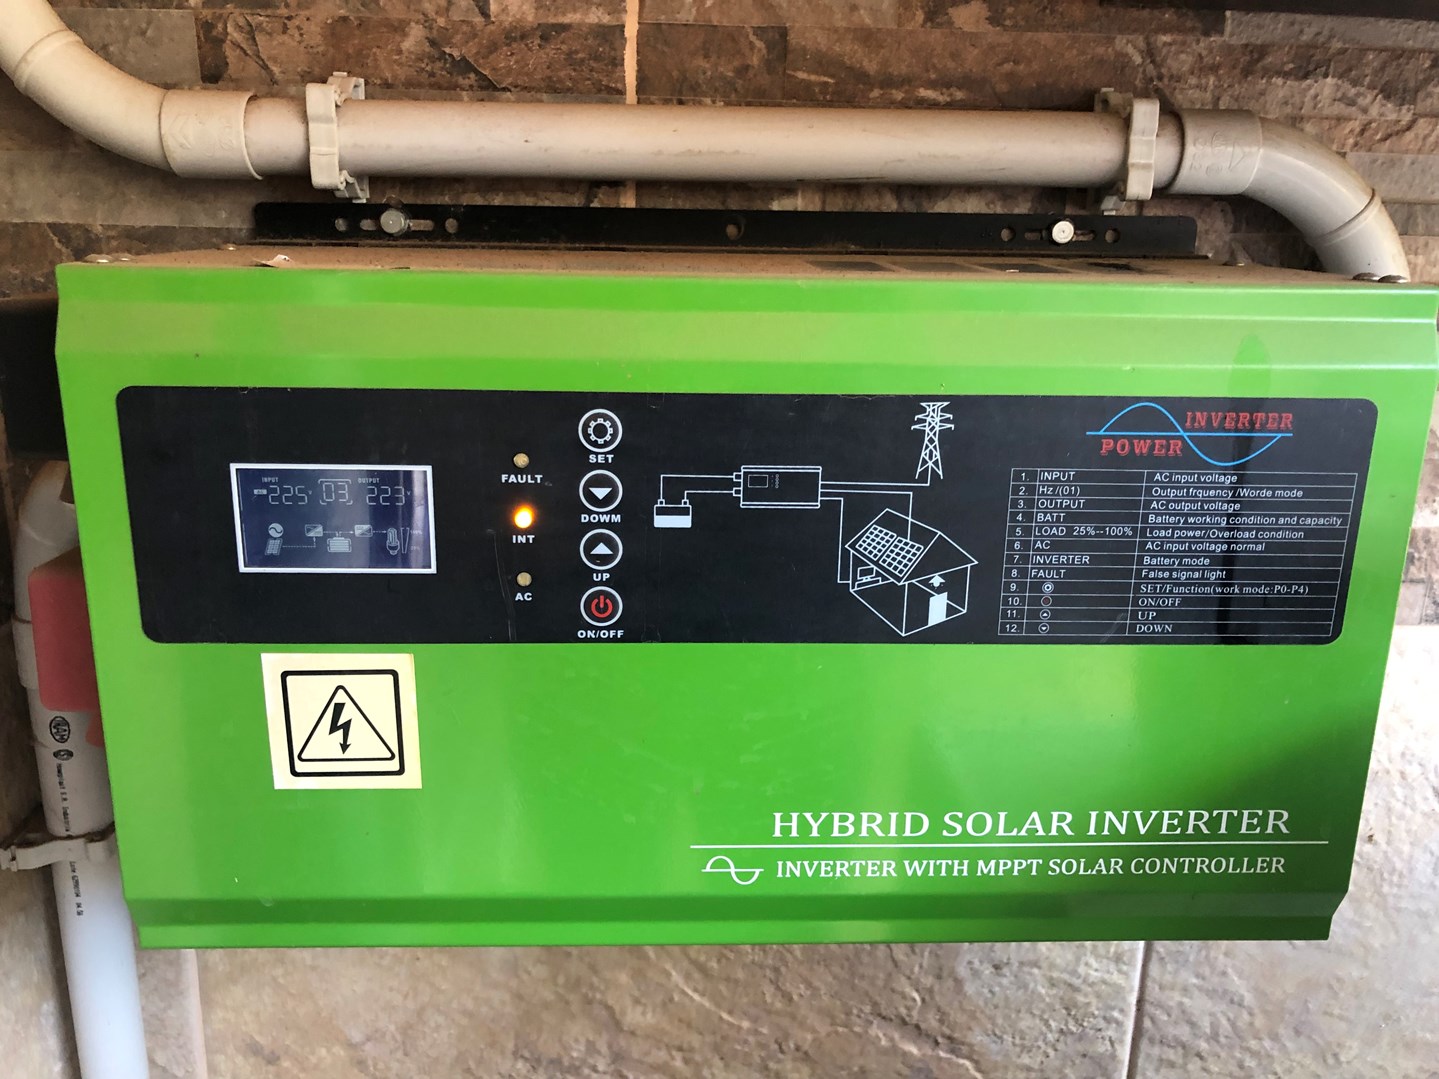 INPUT OUTPUT
225 03 223
FAULT
INT
AC
SET
DOWM
UP
ON/OFF
INVERTER
POWER
1. INPUT AC input voltage
2. Hz /(01) Output frquency /Worde mode
3. OUTPUT AC output voltage
4. BATT Battery working condition and capacity
5. LOAD 25%--100% Load power/Overload condition
6. AC AC input voltage normal
7. INVERTER Battery mode
8. FAULT False signal light
9. SET/Function(work mode:P0-P4)
10. ON/OFF
11. UP
12. DOWN
HYBRID SOLAR INVERTER
INVERTER WITH MPPT SOLAR CONTROLLER